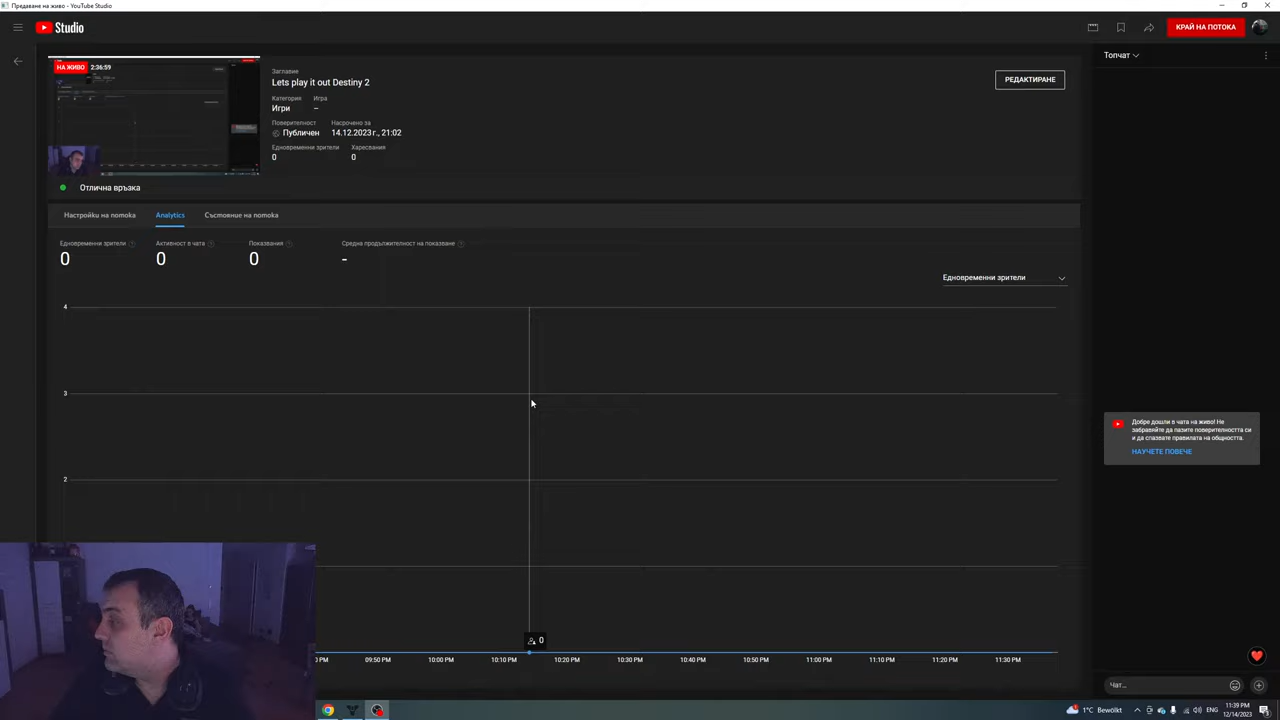 Предаване на живо - YouTube Studio
Studio
КРАЙ НА ПОТОКА
НА ЖИВО 2:36:59
Заглавие
Lets play it out Destiny 2
РЕДАКТИРАНЕ
Категория Игра
Игри –
Поверителност Насрочено за
Публичен 14.12.2023 г., 21:02
Едновременни зрители Харесвания
0 0
Отлична връзка
Настройки на потока Analytics Състояние на потока
Едновременни зрители Активност в чата Показвания Средна продължителност на показване
0 0 0 -
Едновременни зрители
4
3
2
0
PM 09:50 PM 10:00 PM 10:10 PM 10:20 PM 10:30 PM 10:40 PM 10:50 PM 11:00 PM 11:10 PM 11:20 PM 11:30 PM
Топчат
Добре дошли в чата на живо! Не
забравяйте да пазите поверителността си
и да спазвате правилата на общността.
НАУЧЕТЕ ПОВЕЧЕ
Чат...
1°C Bewölkt
ENG
11:39 PM
12/14/2023